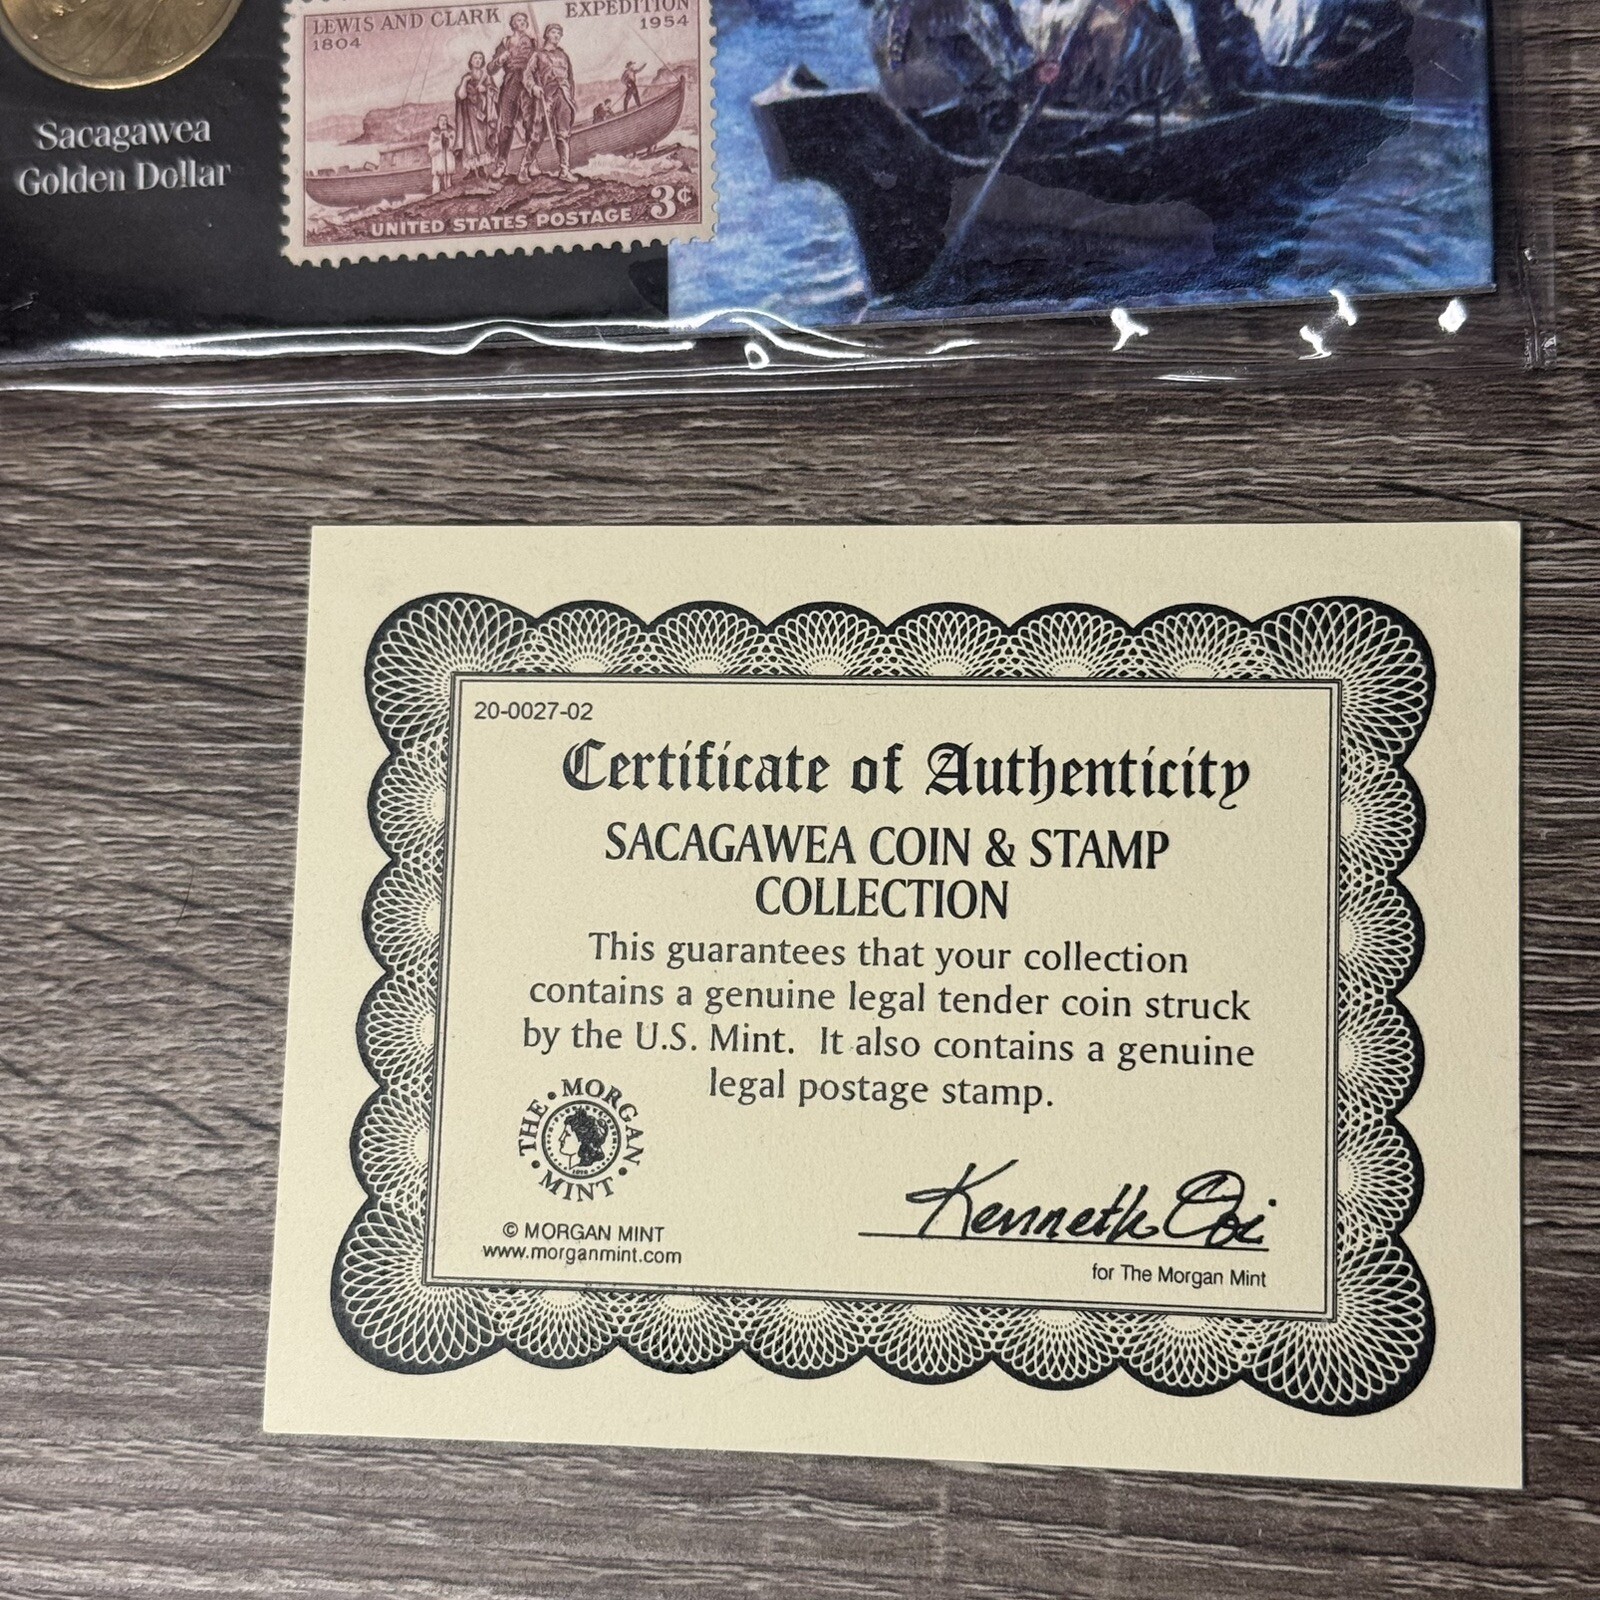 LEWIS AND CLARK EXPEDITION
1804 1954
UNITED STATES POSTAGE 3¢
Sacagawea
Golden Dollar
20-0027-02
Certificate of Authenticity
SACAGAWEA COIN & STAMP
COLLECTION
This guarantees that your collection
contains a genuine legal tender coin struck
by the U.S. Mint. It also contains a genuine
legal postage stamp.
THE • MORGAN • MINT •
© MORGAN MINT
www.morganmint.com
Kenneth
for The Morgan Mint